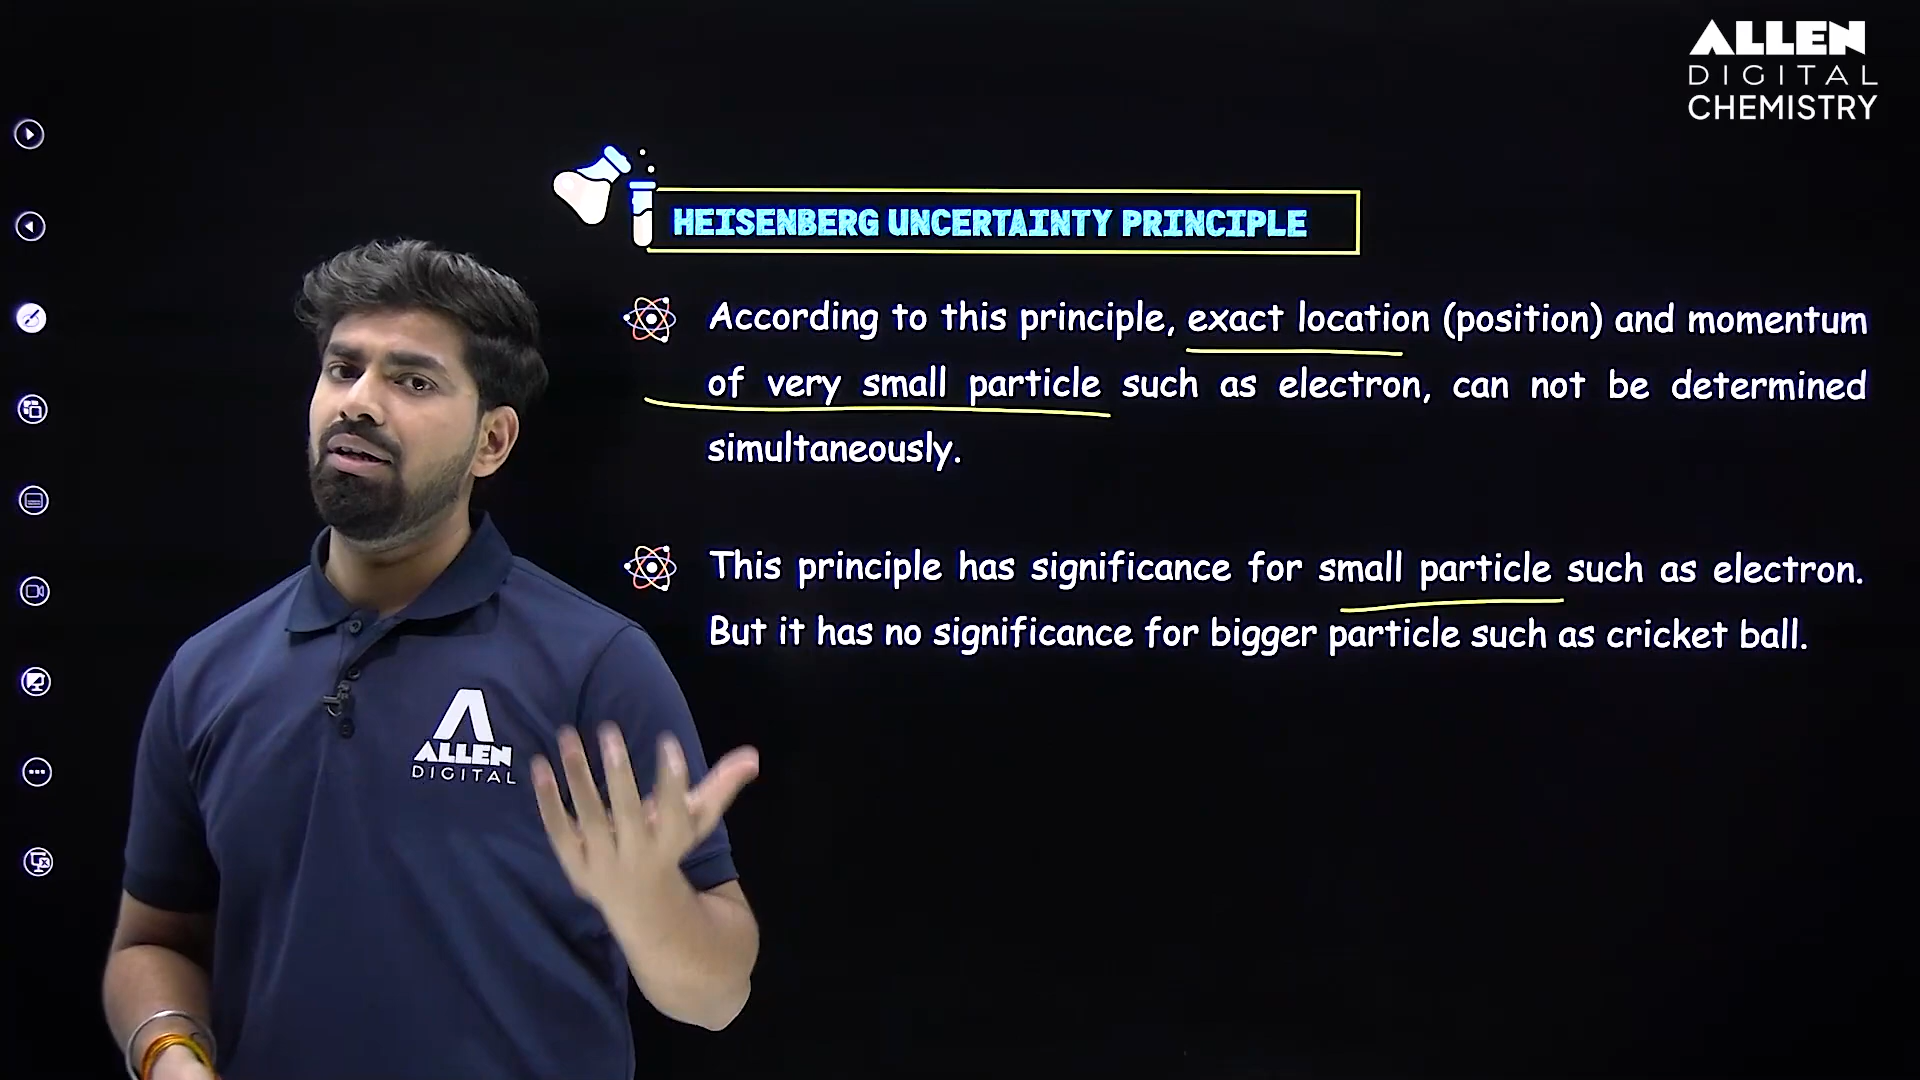 ALLEN
DIGITAL
CHEMISTRY
HEISENBERG UNCERTAINTY PRINCIPLE
According to this principle, exact location (position) and momentum
of very small particle such as electron, can not be determined
simultaneously.
This principle has significance for small particle such as electron.
But it has no significance for bigger particle such as cricket ball.
ALLEN
DIGITAL